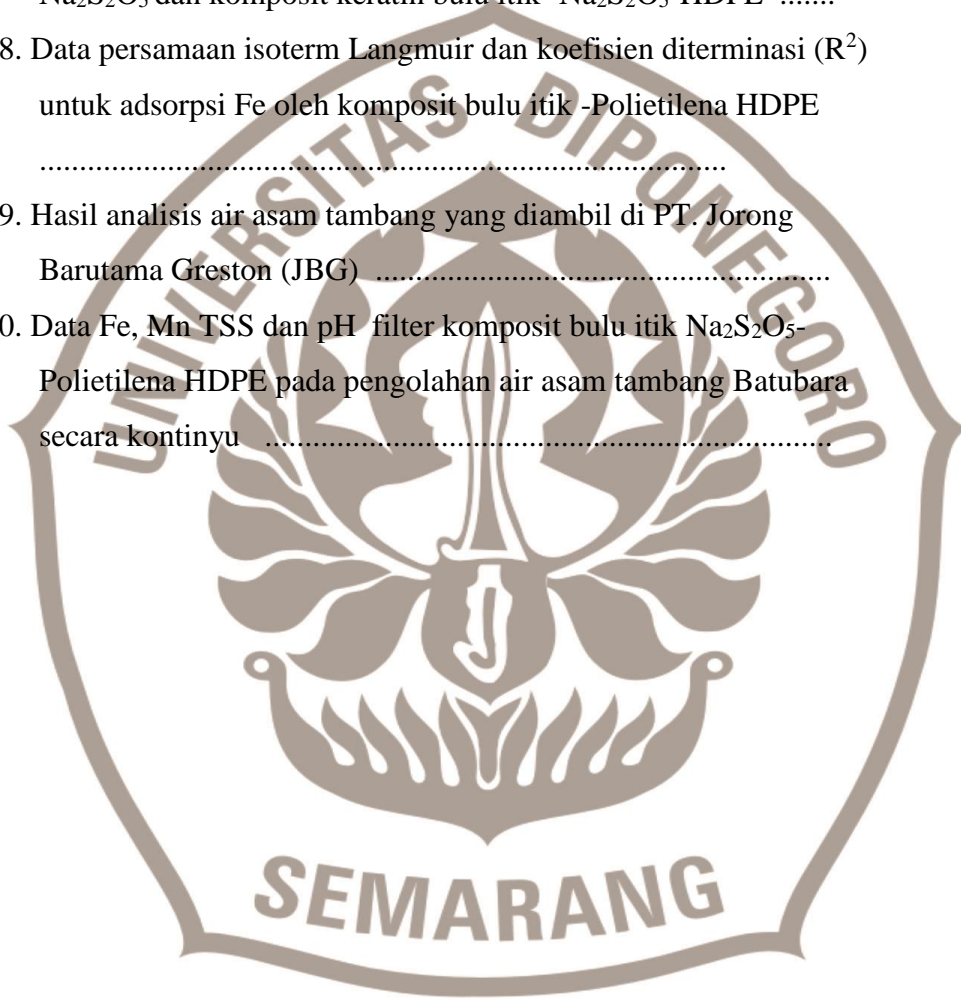 Na₂S₂O₅ dan komposit keratin bulu itik -Na₂S₂O₅-HDPE .......
8. Data persamaan isoterm Langmuir dan koefisien diterminasi (R²)
untuk adsorpsi Fe oleh komposit bulu itik -Polietilena HDPE
...............................................................................
9. Hasil analisis air asam tambang yang diambil di PT. Jorong
Barutama Greston (JBG) ....................................................
0. Data Fe, Mn TSS dan pH filter komposit bulu itik Na₂S₂O₅-
Polietilena HDPE pada pengolahan air asam tambang Batubara
secara kontinyu .................................................................
UNIVERSITAS DIPONEGORO
SEMARANG